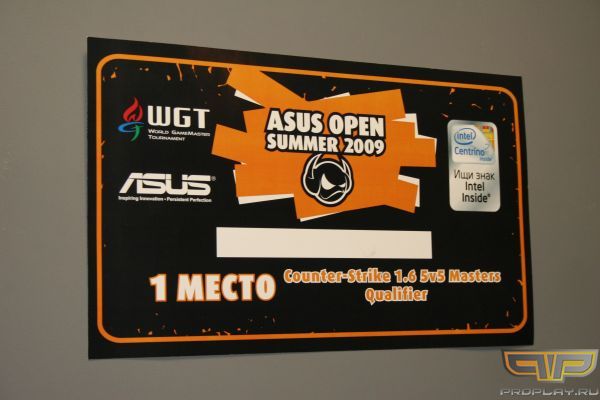 WGT
WORLD GAMEMASTER
TOURNAMENT
ASUS OPEN
SUMMER 2009
intel
Centrino
inside™
Ищи знак
Intel
Inside®
ASUS®
Inspiring Innovation • Persistent Perfection
1 МЕСТО
Counter-Strike 1.6 5v5 Masters
Qualifier
PROPLAY.RU